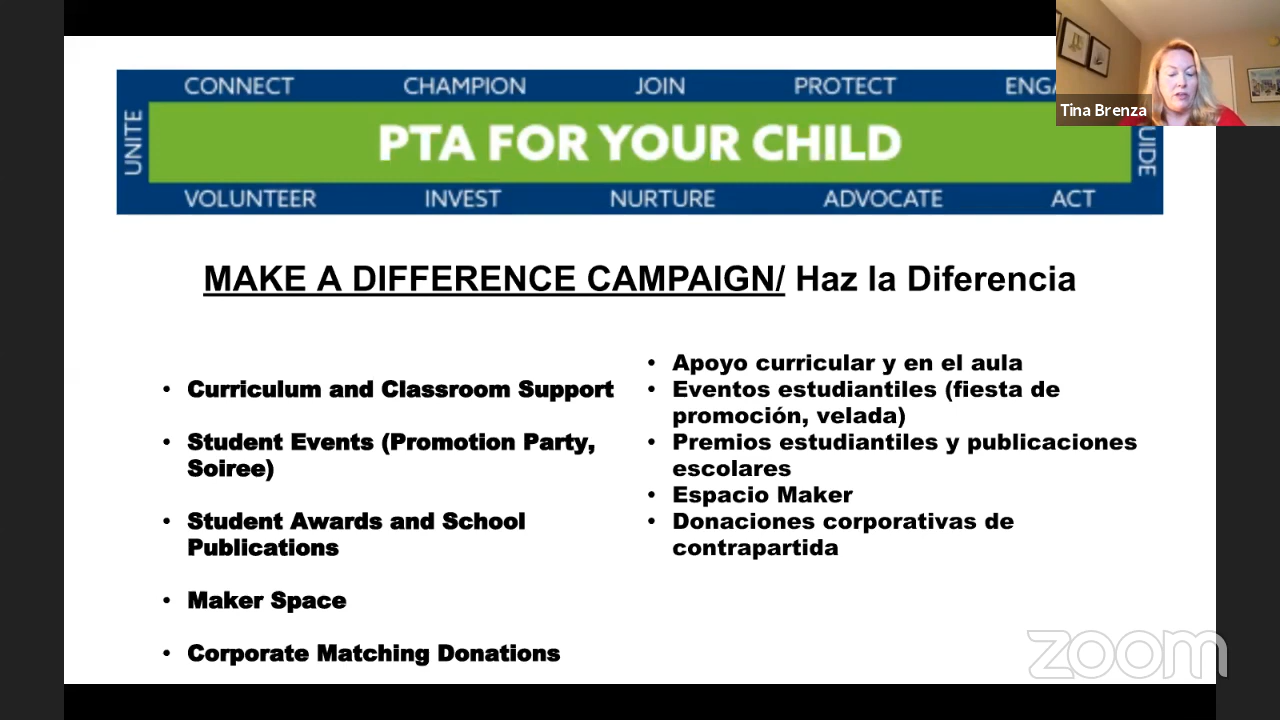 CONNECT CHAMPION JOIN PROTECT
UNITE
PTA FOR YOUR CHILD
VOLUNTEER INVEST NURTURE ADVOCATE ACT
Tina Brenza
MAKE A DIFFERENCE CAMPAIGN/ Haz la Diferencia
• Curriculum and Classroom Support
• Student Events (Promotion Party,
Soiree)
• Student Awards and School
Publications
• Maker Space
• Corporate Matching Donations
• Apoyo curricular y en el aula
• Eventos estudiantiles (fiesta de
promoción, velada)
• Premios estudiantiles y publicaciones
escolares
• Espacio Maker
• Donaciones corporativas de
contrapartida
zoom